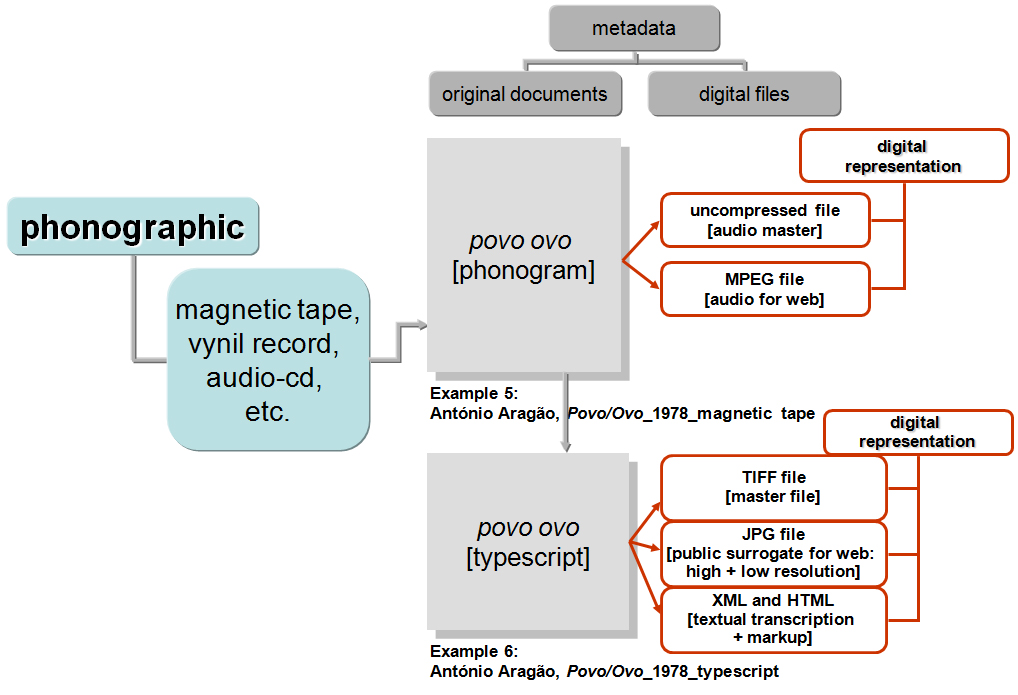 metadata
original documents
digital files
digital
representation
phonographic
povo ovo
[phonogram]
uncompressed file
[audio master]
MPEG file
[audio for web]
magnetic tape,
vynil record,
audio-cd,
etc.
Example 5:
António Aragão, Povo/Ovo_1978_magnetic tape
digital
representation
povo ovo
[typescript]
TIFF file
[master file]
JPG file
[public surrogate for web:
high + low resolution]
XML and HTML
[textual transcription
+ markup]
Example 6:
António Aragão, Povo/Ovo_1978_typescript